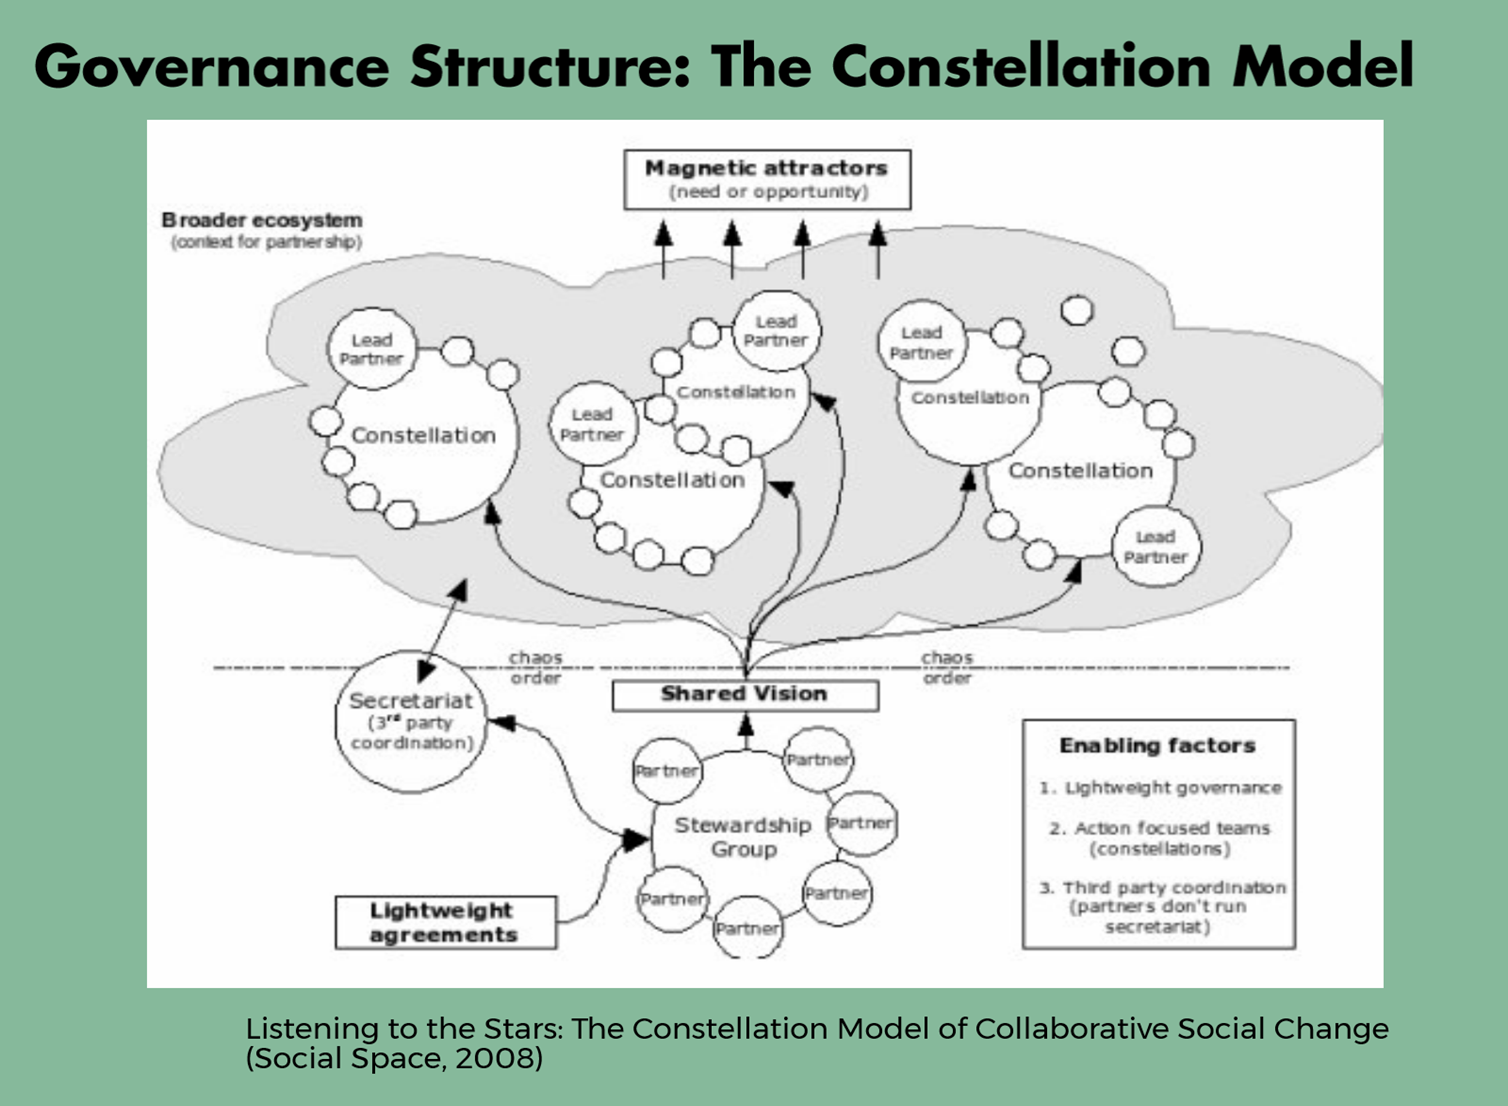 Governance Structure: The Constellation Model
Magnetic attractors
(need or opportunity)
Broader ecosystem
(context for partnership)
Lead
Partner
Constellation
Lead
Partner
Constellation
Lead
Partner
Constellation
Lead
Partner
Constellation
Constellation
Lead
Partner
chaos
order
chaos
order
Shared Vision
Secretariat
(3rd party
coordination)
Partner
Partner
Partner
Partner
Partner
Partner
Stewardship
Group
Lightweight
agreements
Enabling factors
1. Lightweight governance
2. Action focused teams
(constellations)
3. Third party coordination
(partners don't run
secretariat)
Listening to the Stars: The Constellation Model of Collaborative Social Change
(Social Space, 2008)